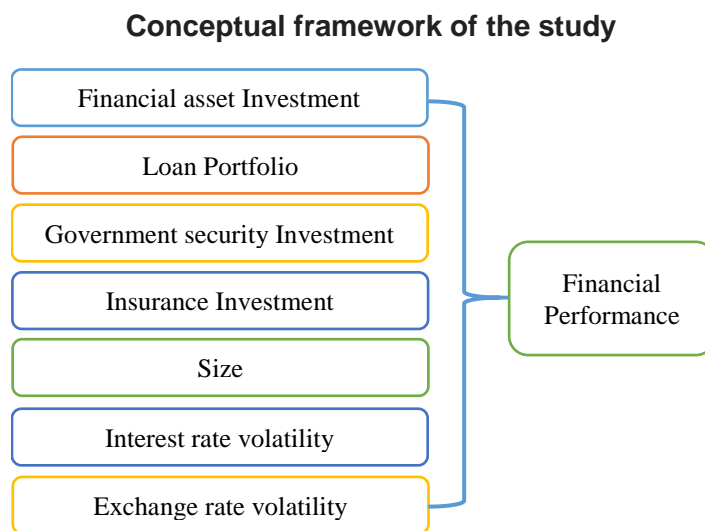 Conceptual framework of the study
Financial asset Investment
Loan Portfolio
Government security Investment
Insurance Investment
Size
Interest rate volatility
Exchange rate volatility
Financial
Performance